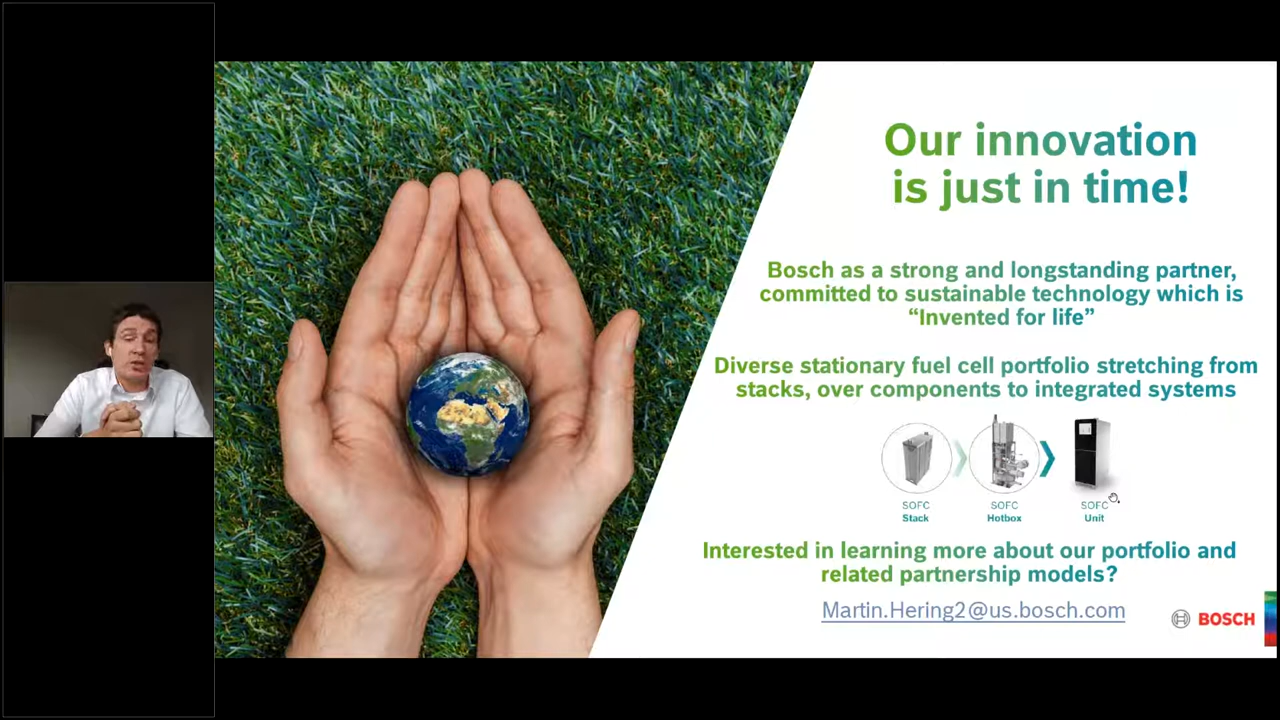 Our innovation
is just in time!
Bosch as a strong and longstanding partner,
committed to sustainable technology which is
“Invented for life”
Diverse stationary fuel cell portfolio stretching from
stacks, over components to integrated systems
SOFC
Stack
SOFC
Hotbox
SOFC
Unit
Interested in learning more about our portfolio and
related partnership models?
Martin.Hering2@us.bosch.com
BOSCH